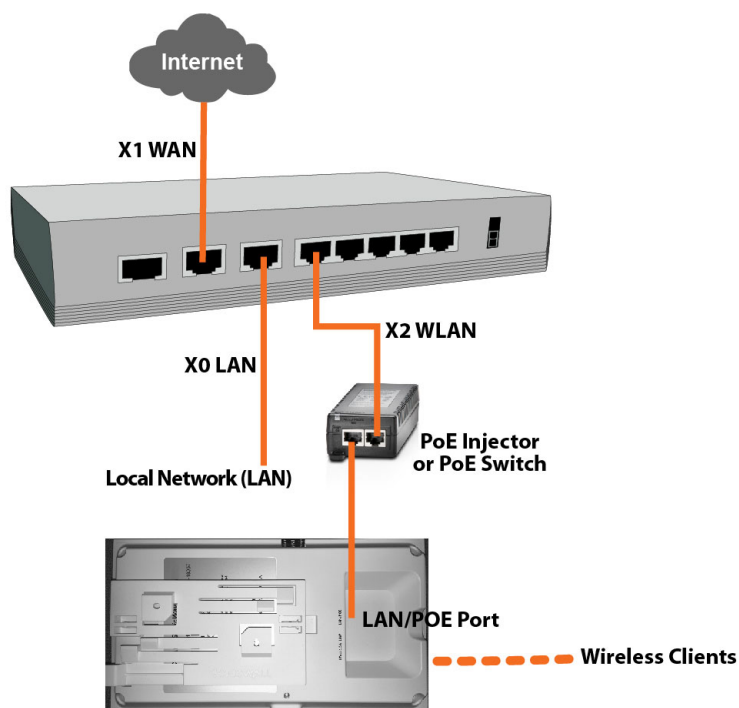 Internet
X1 WAN
X2 WLAN
X0 LAN
PoE Injector
or PoE Switch
Local Network (LAN)
LAN/POE Port
Wireless Clients